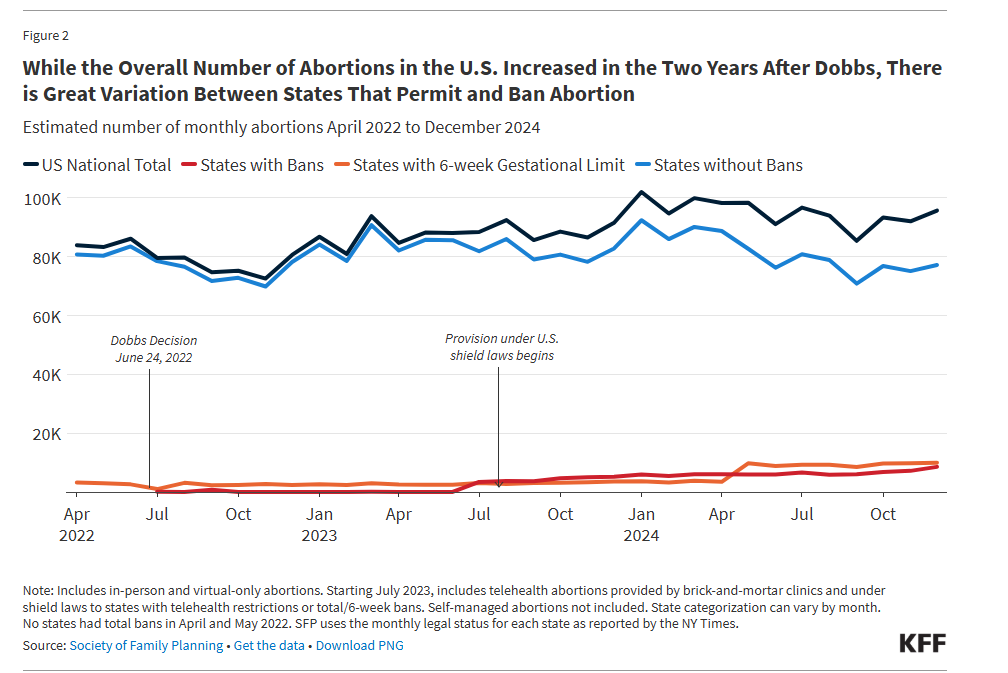 Figure 2
While the Overall Number of Abortions in the U.S. Increased in the Two Years After Dobbs, There
is Great Variation Between States That Permit and Ban Abortion
Estimated number of monthly abortions April 2022 to December 2024
US National Total States with Bans States with 6-week Gestational Limit States without Bans
100K
80K
60K
Dobbs Decision
June 24, 2022
Provision under U.S.
shield laws begins
40K
20K
Apr Jul Oct Jan Apr Jul Oct Jan Apr Jul Oct
2022 2023 2024
Note: Includes in-person and virtual-only abortions. Starting July 2023, includes telehealth abortions provided by brick-and-mortar clinics and under
shield laws to states with telehealth restrictions or total/6-week bans. Self-managed abortions not included. State categorization can vary by month.
No states had total bans in April and May 2022. SFP uses the monthly legal status for each state as reported by the NY Times.
Source: Society of Family Planning • Get the data • Download PNG
KFF